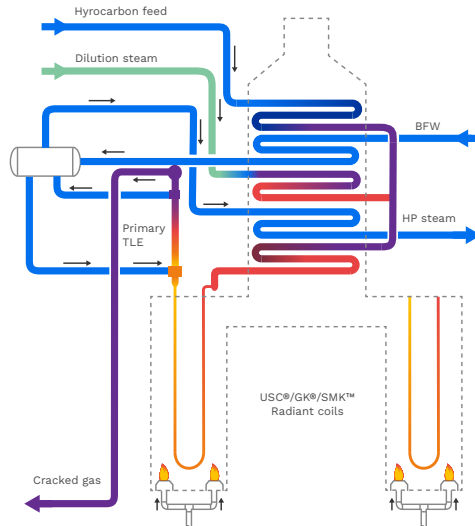 Hyrocarbon feed
Dilution steam
BFW
HP steam
Primary
TLE
USC®/GK®/SMK™
Radiant coils
Cracked gas